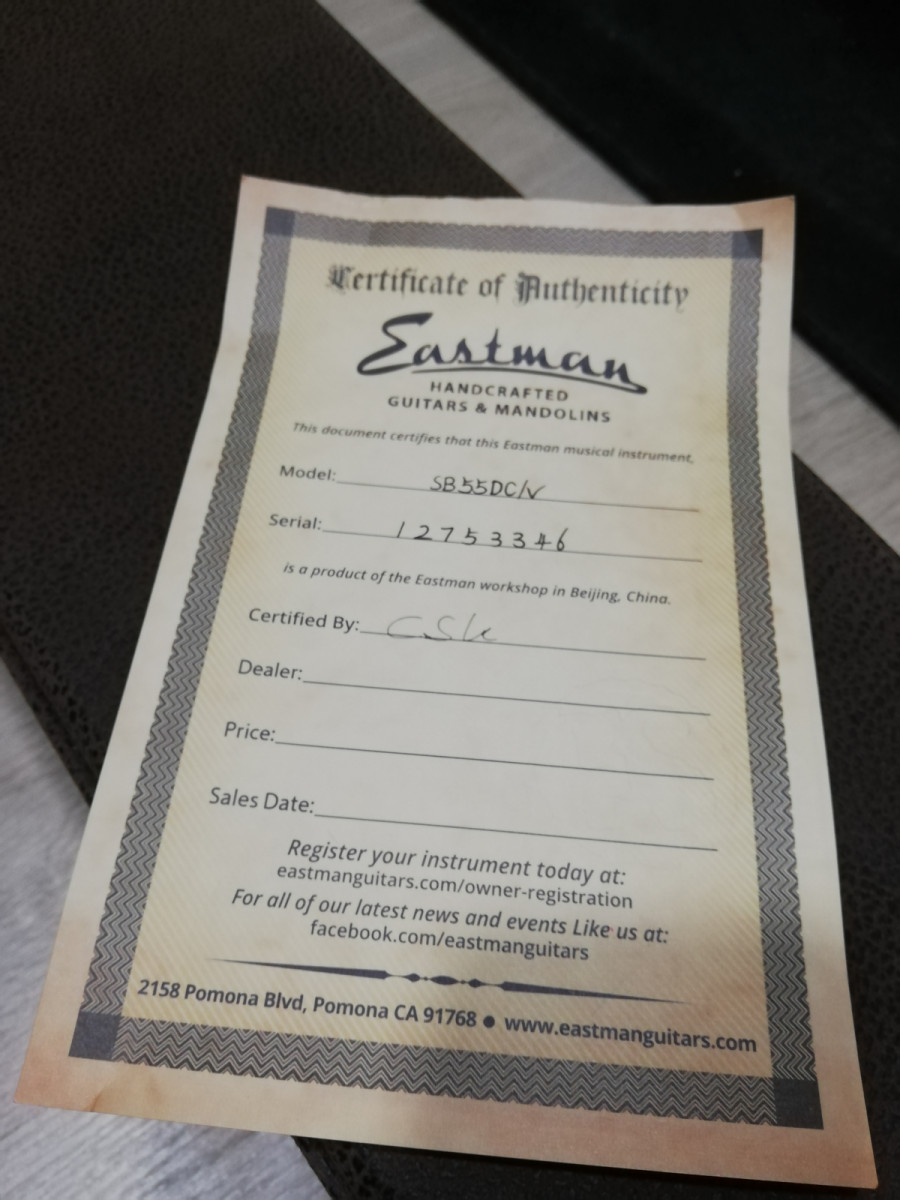 Certificate of Authenticity
Eastman
HANDCRAFTED
GUITARS & MANDOLINS
This document certifies that this Eastman musical instrument,
Model: SB55DC/V
Serial: 12753346
is a product of the Eastman workshop in Beijing, China.
Certified By:
Dealer:
Price:
Sales Date:
Register your instrument today at:
eastmanguitars.com/owner-registration
For all of our latest news and events Like us at:
facebook.com/eastmanguitars
2158 Pomona Blvd, Pomona CA 91768 ● www.eastmanguitars.com